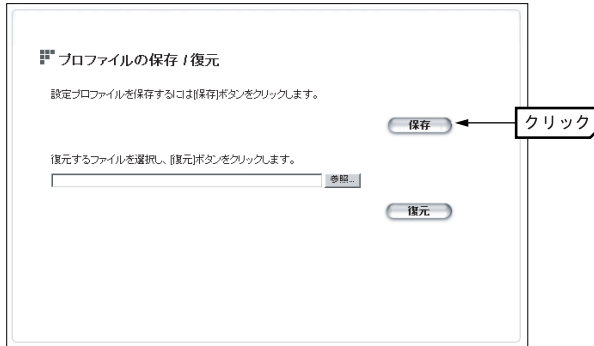 プロファイルの保存 / 復元
設定プロファイルを保存するには[保存]ボタンをクリックします。
保存
クリック
復元するファイルを選択し、[復元]ボタンをクリックします。
参照...
復元